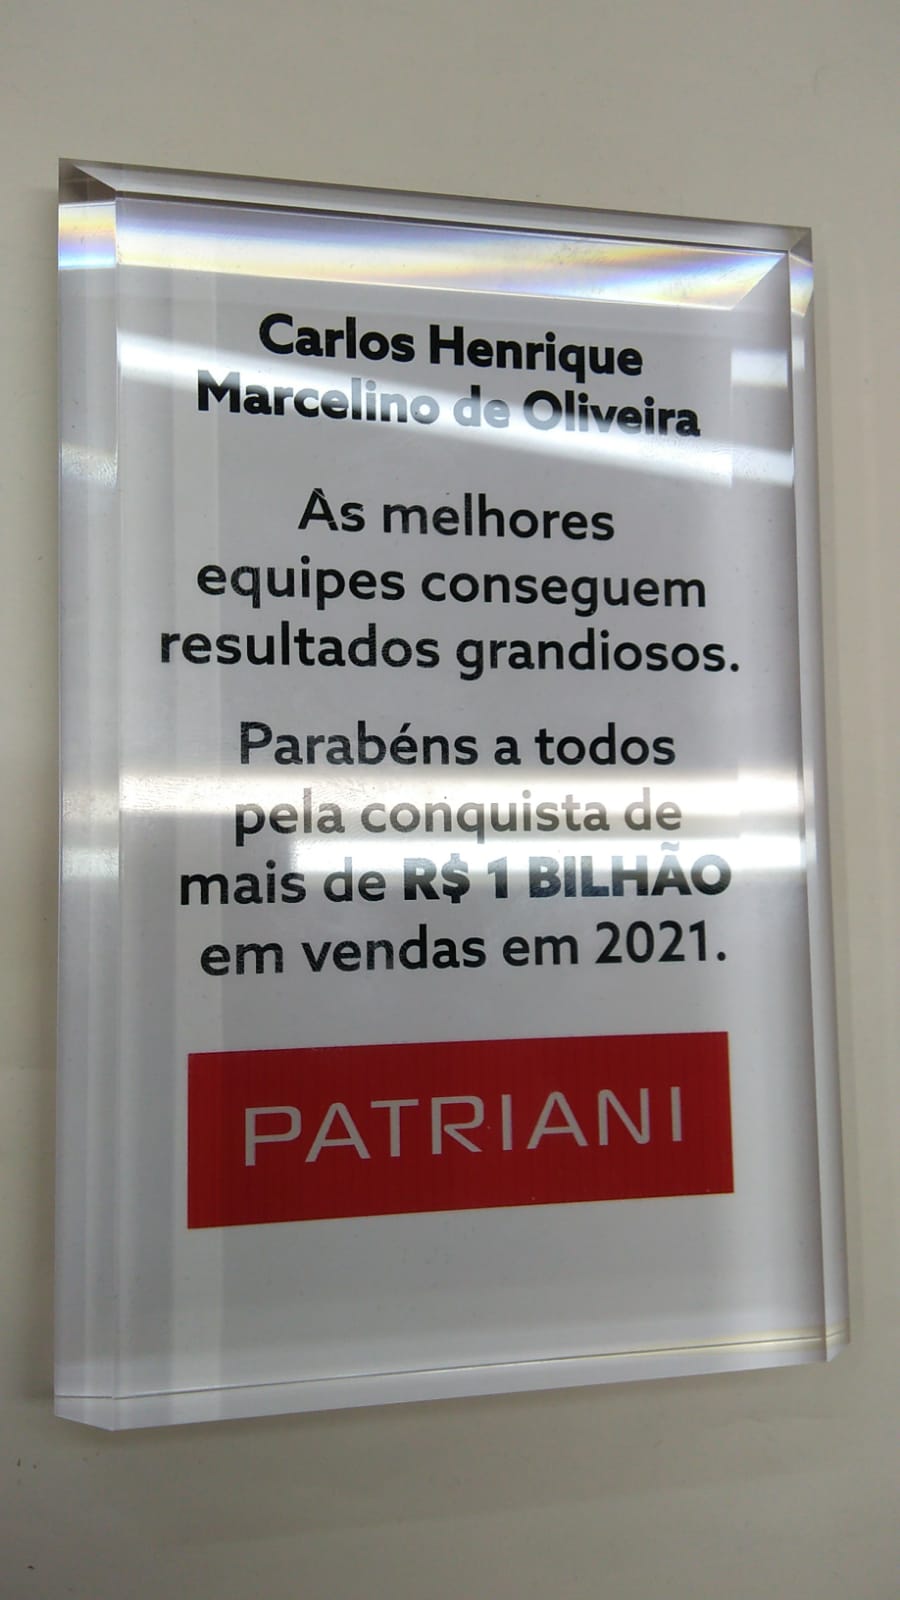 Carlos Henrique
Marcelino de Oliveira
As melhores
equipes conseguem
resultados grandiosos.
Parabéns a todos
pela conquista de
mais de R$ 1 BILHÃO
em vendas em 2021.
PATRIANI